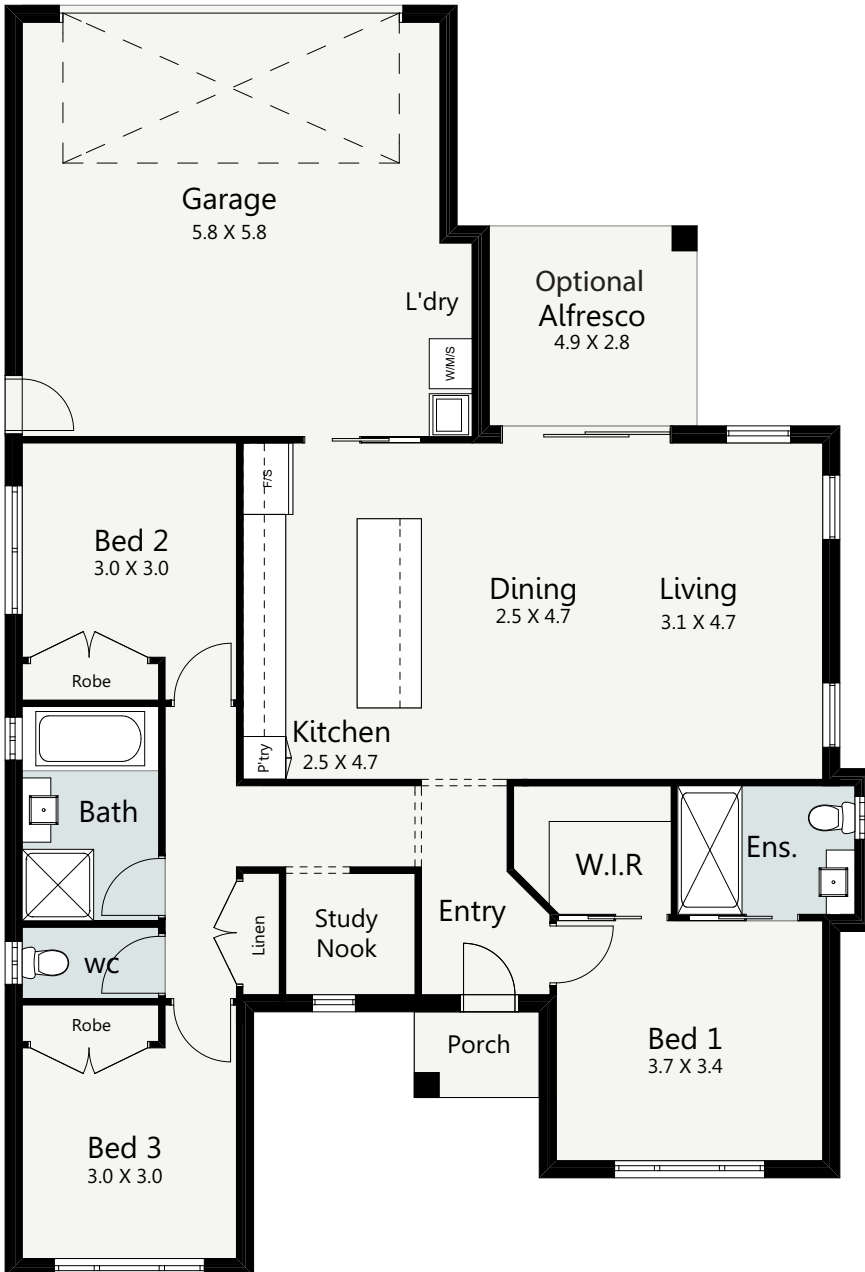 Garage
5.8 X 5.8
L'dry
W/M/S
Optional
Alfresco
4.9 X 2.8
F/S
Bed 2
3.0 X 3.0
Robe
Dining
2.5 X 4.7
Living
3.1 X 4.7
Kitchen
2.5 X 4.7
P'try
Bath
W.I.R
Ens.
Entry
Study
Nook
Linen
wc
Robe
Porch
Bed 1
3.7 X 3.4
Bed 3
3.0 X 3.0